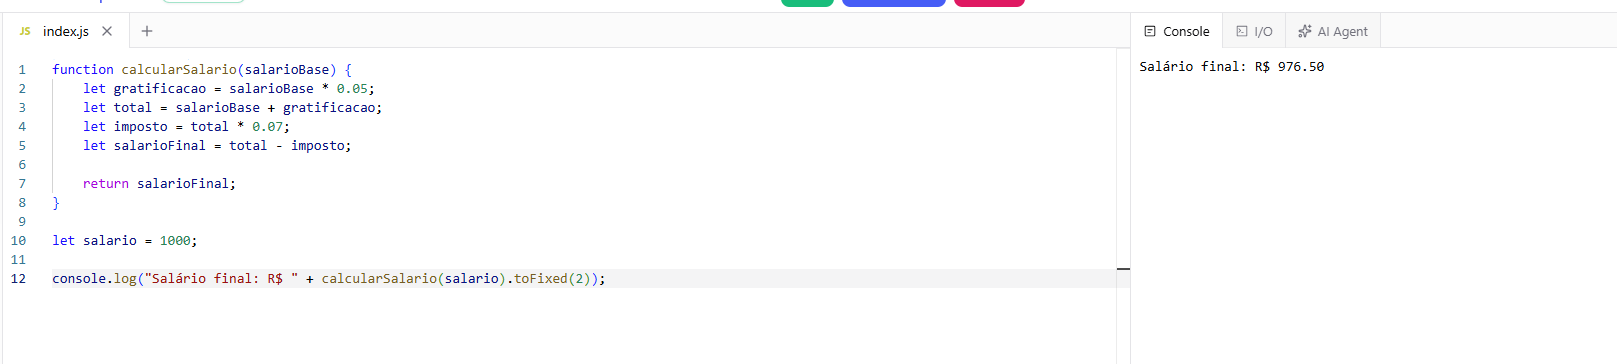 JS index.js
1 function calcularSalario(salarioBase) {
2 let gratificacao = salarioBase * 0.05;
3 let total = salarioBase + gratificacao;
4 let imposto = total * 0.07;
5 let salarioFinal = total - imposto;
6
7 return salarioFinal;
8 }
9
10 let salario = 1000;
11
12 console.log("Salário final: R$ " + calcularSalario(salario).toFixed(2));
Console I/O AI Agent
Salário final: R$ 976.50